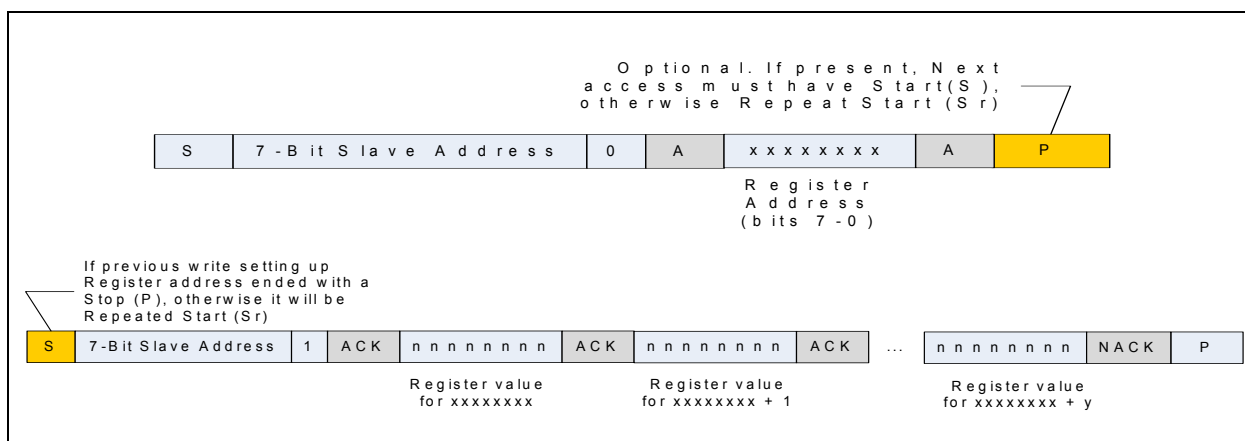 Optional. If present, Next
access must have Start(S),
otherwise Repeat Start (Sr)
S 7-Bit Slave Address 0 A xxxxxxxx A P
Register
Address
(bits 7-0)
If previous write setting up
Register address ended with a
Stop (P), otherwise it will be
Repeated Start (Sr)
S 7-Bit Slave Address 1 ACK nnnnnnnn ACK nnnnnnnn ACK ... nnnnnnnn NACK P
Register value
for xxxxxxxx
Register value
for xxxxxxxx + 1
Register value
for xxxxxxxx + y